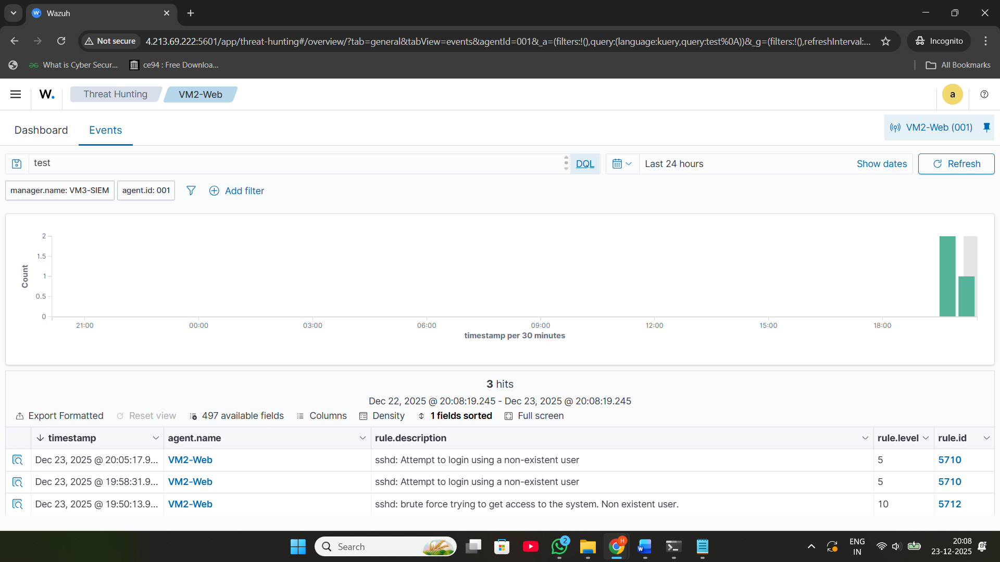 Wazuh
Not secure
4.213.69.222:5601/app/threat-hunting#/overview/?tab=general&tabView=events&agentId=001&_a=(filters:!(),query:(language:kuery,query:test%0A))&_g=(filters:!(),refreshInterval:...
Incognito
What is Cyber Secur...
ce94 : Free Downloa...
All Bookmarks
W.
Threat Hunting
VM2-Web
a
Dashboard
Events
VM2-Web (001)
test
DQL
Last 24 hours
Show dates
Refresh
manager.name: VM3-SIEM
agent.id: 001
Add filter
2
1.5
1
0.5
0
Count
21:00
00:00
03:00
06:00
09:00
12:00
15:00
18:00
timestamp per 30 minutes
3 hits
Dec 22, 2025 @ 20:08:19.245 - Dec 23, 2025 @ 20:08:19.245
Export Formatted
Reset view
497 available fields
Columns
Density
1 fields sorted
Full screen
timestamp agent.name rule.description rule.level rule.id
Dec 23, 2025 @ 20:05:17.9... VM2-Web sshd: Attempt to login using a non-existent user 5 5710
Dec 23, 2025 @ 19:58:31.9... VM2-Web sshd: Attempt to login using a non-existent user 5 5710
Dec 23, 2025 @ 19:50:13.9... VM2-Web sshd: brute force trying to get access to the system. Non existent user. 10 5712
Search
2
H
W
ENG
IN
20:08
23-12-2025